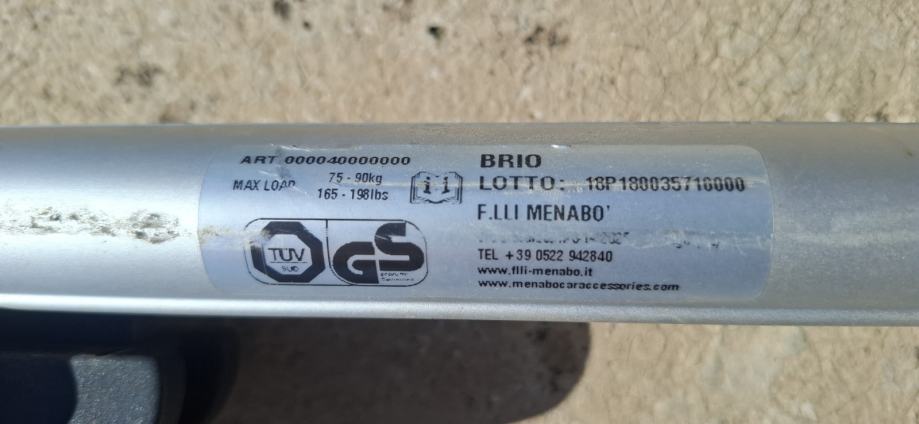 ART 000040000000
MAX LOAD 75 - 90kg
165 - 198lbs
TÜV
SUD
GS
BRIO
LOTTO: 18P180035716000
F.LLI MENABO'
TEL +39 0522 942840
www.flli-menabo.it
www.menabocaraccessories.com